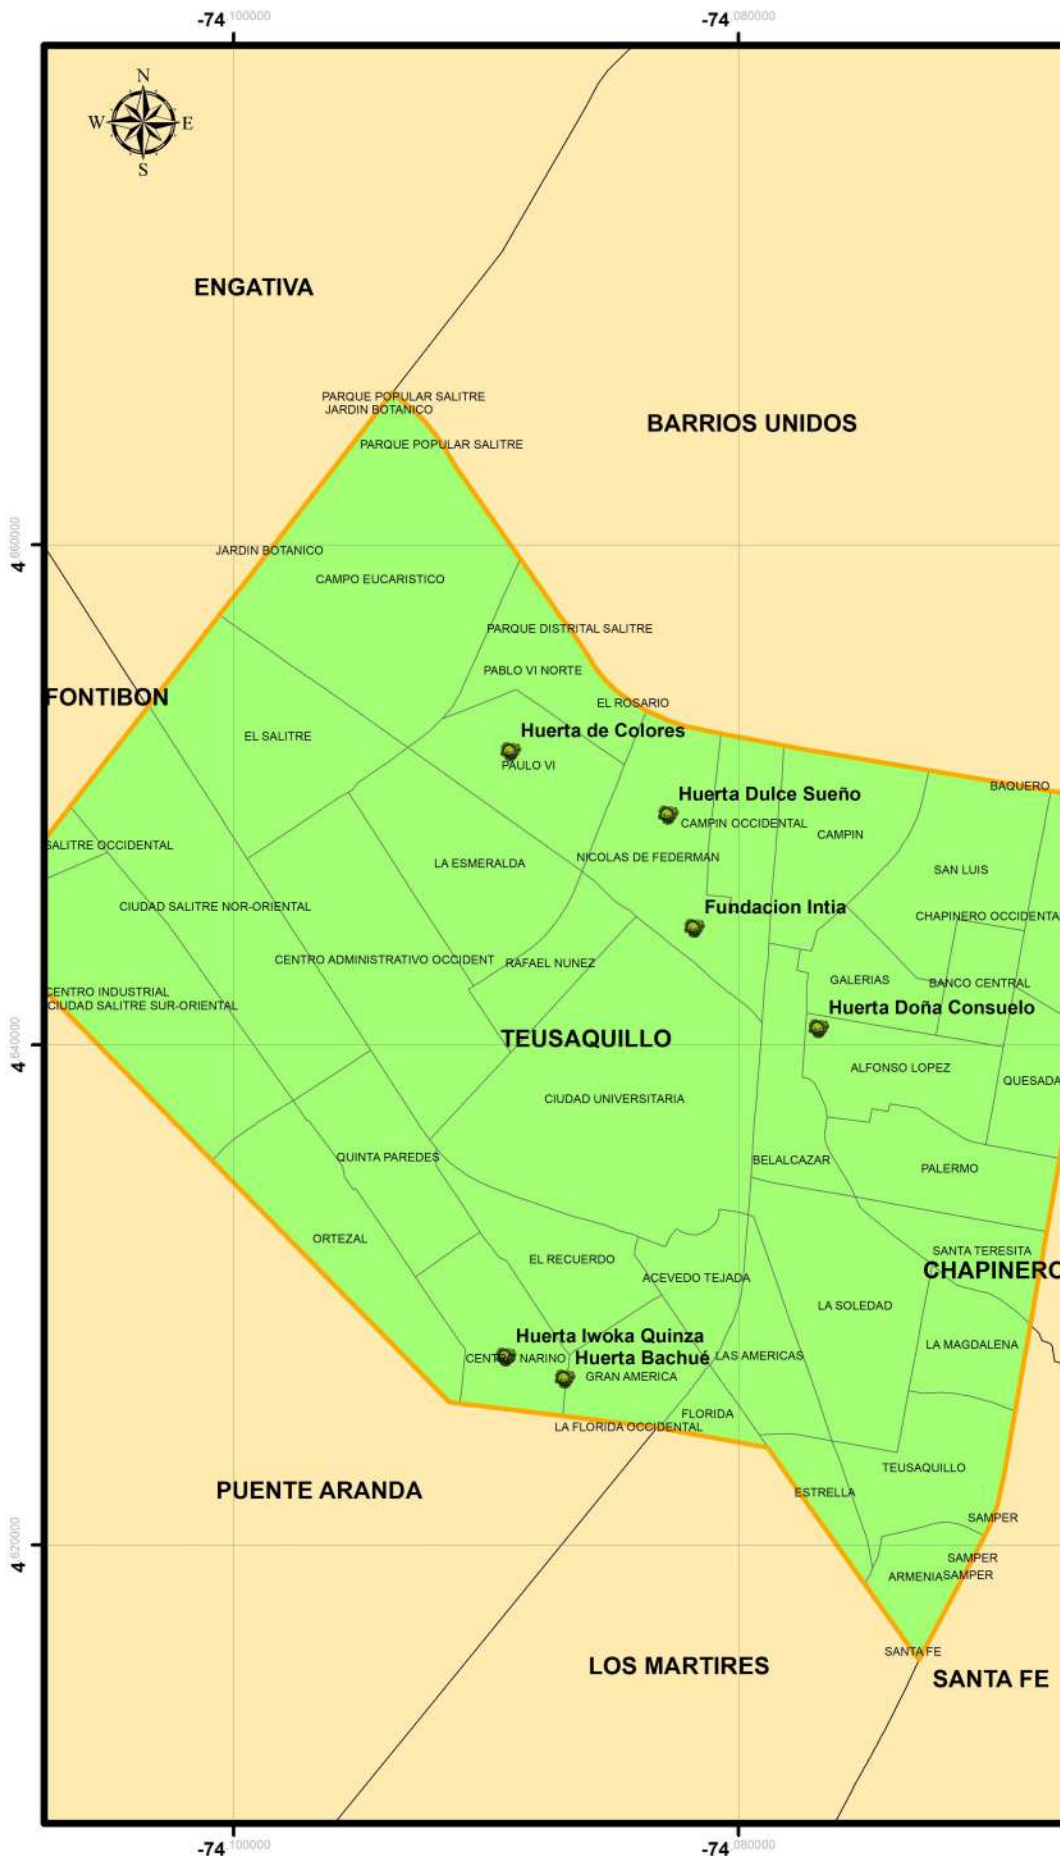 -74.100000 -74.080000
N
W E
S
ENGATIVA
PARQUE POPULAR SALITRE
JARDIN BOTANICO
BARRIOS UNIDOS
PARQUE POPULAR SALITRE
4.660000
JARDIN BOTANICO
CAMPO EUCARISTICO
PARQUE DISTRITAL SALITRE
PABLO VI NORTE
FONTIBON
EL ROSARIO
Huerta de Colores
EL SALITRE
PAULO VI
BAQUERO
Huerta Dulce Sueño
CAMPIN OCCIDENTAL
CAMPIN
SALITRE OCCIDENTAL
NICOLAS DE FEDERMAN
LA ESMERALDA
SAN LUIS
CIUDAD SALITRE NOR-ORIENTAL
Fundacion Intia
CHAPINERO OCCIDENTA
CENTRO ADMINISTRATIVO OCCIDENT
RAFAEL NUNEZ
GALERIAS
BANCO CENTRAL
CENTRO INDUSTRIAL
CIUDAD SALITRE SUR-ORIENTAL
Huerta Doña Consuelo
TEUSAQUILLO
4.640000
ALFONSO LOPEZ
QUESADA
CIUDAD UNIVERSITARIA
QUINTA PAREDES
BELALCAZAR
PALERMO
ORTEZAL
EL RECUERDO
SANTA TERESITA
CHAPINERO
ACEVEDO TEJADA
LA SOLEDAD
Huerta Iwoka Quinza
LA MAGDALENA
CENTRO NARINO
Huerta Bachué
LAS AMERICAS
GRAN AMERICA
FLORIDA
LA FLORIDA OCCIDENTAL
TEUSAQUILLO
PUENTE ARANDA
ESTRELLA
SAMPER
4.620000
SAMPER
ARMENIA
SAMPER
SANTA FE
LOS MARTIRES
SANTA FE
-74.100000 -74.080000